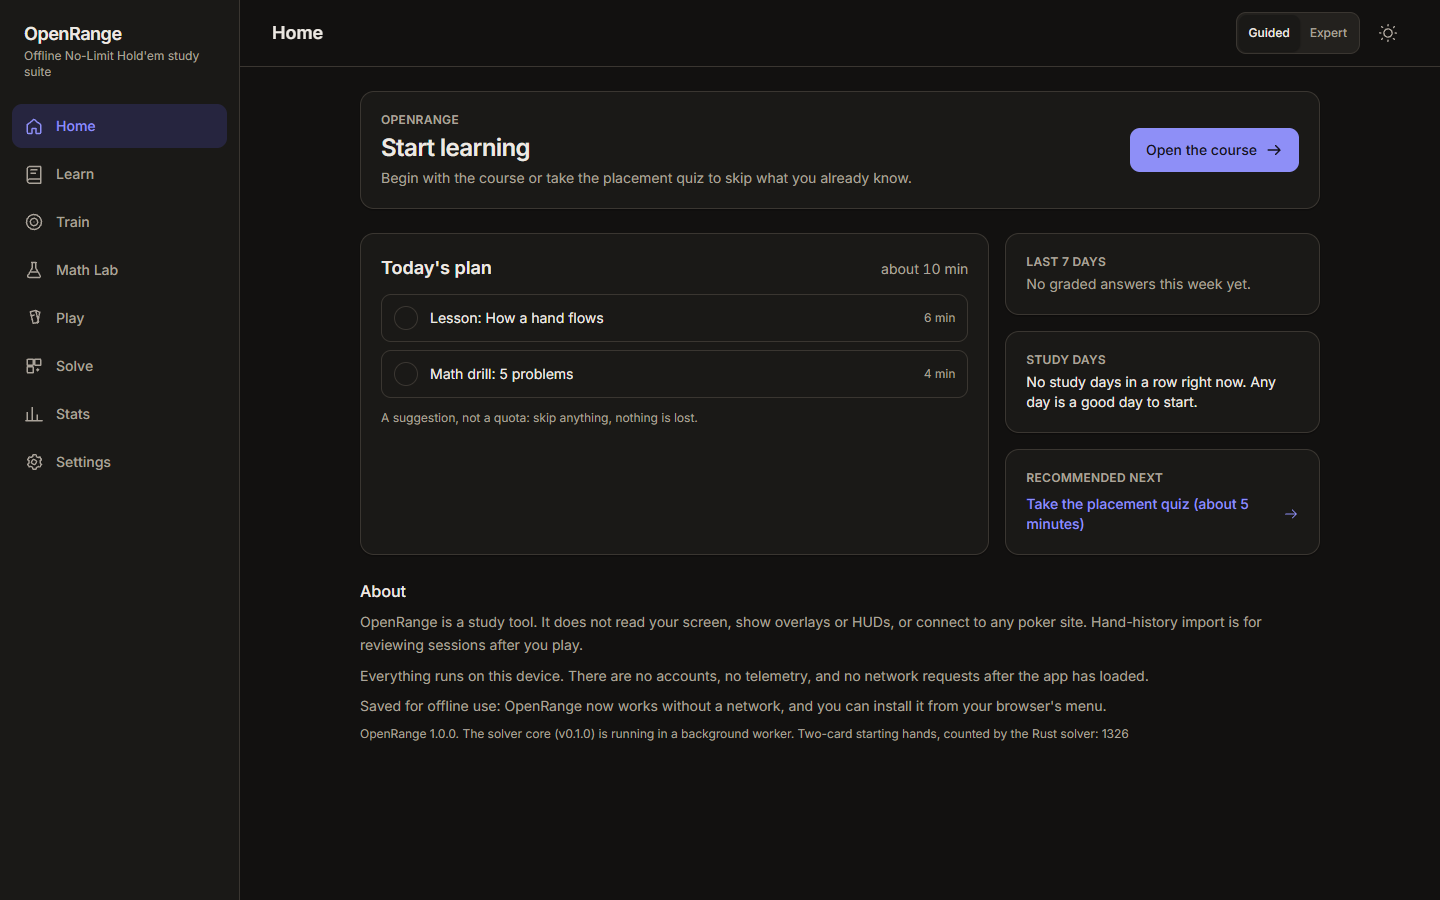 OpenRange
Offline No-Limit Hold'em study
suite
Home
Learn
Train
Math Lab
Play
Solve
Stats
Settings
Home
Guided
Expert
OPENRANGE
Start learning
Begin with the course or take the placement quiz to skip what you already know.
Open the course
Today's plan
about 10 min
Lesson: How a hand flows
6 min
Math drill: 5 problems
4 min
A suggestion, not a quota: skip anything, nothing is lost.
LAST 7 DAYS
No graded answers this week yet.
STUDY DAYS
No study days in a row right now. Any
day is a good day to start.
RECOMMENDED NEXT
Take the placement quiz (about 5
minutes)
About
OpenRange is a study tool. It does not read your screen, show overlays or HUDs, or connect to any poker site. Hand-history import is for
reviewing sessions after you play.
Everything runs on this device. There are no accounts, no telemetry, and no network requests after the app has loaded.
Saved for offline use: OpenRange now works without a network, and you can install it from your browser's menu.
OpenRange 1.0.0. The solver core (v0.1.0) is running in a background worker. Two-card starting hands, counted by the Rust solver: 1326